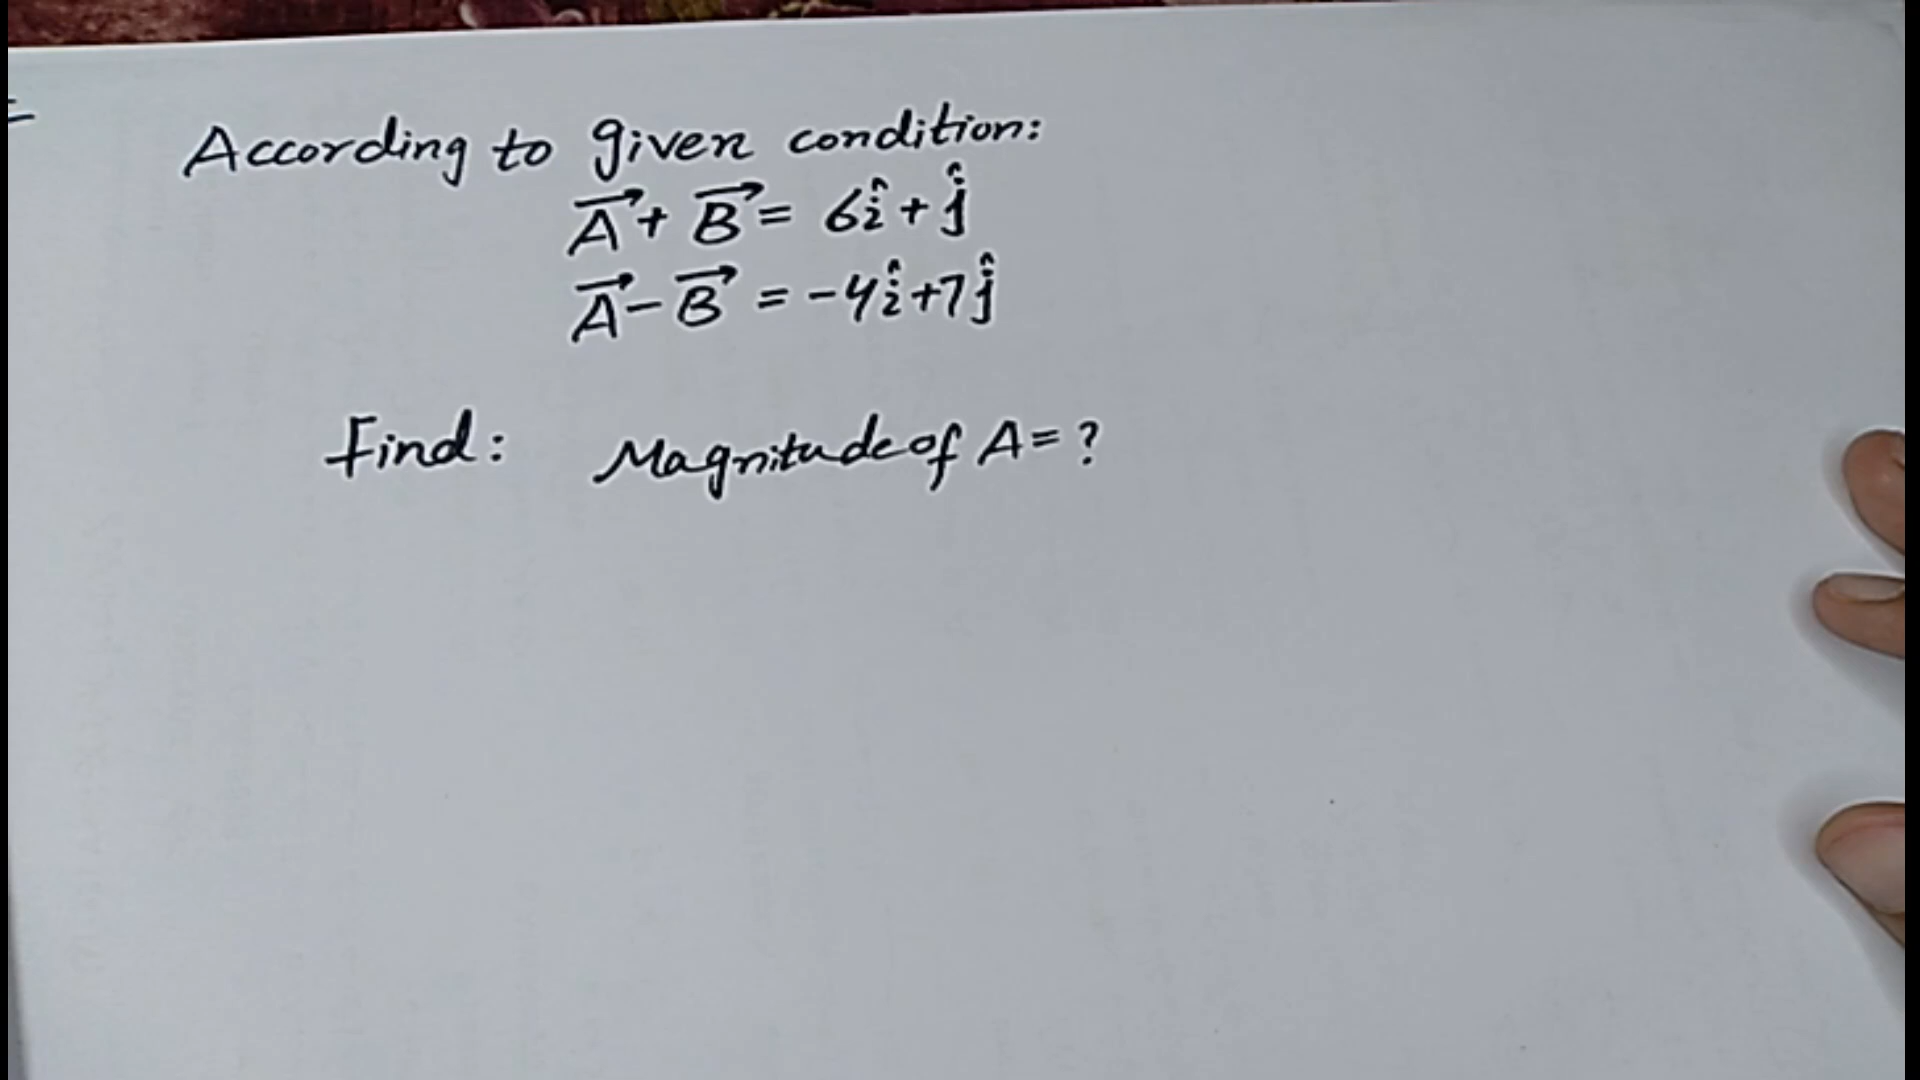 According to given condition:
A⃗ + B⃗ = 6î + ĵ
A⃗ - B⃗ = -4î + 7ĵ
Find: Magnitude of A = ?